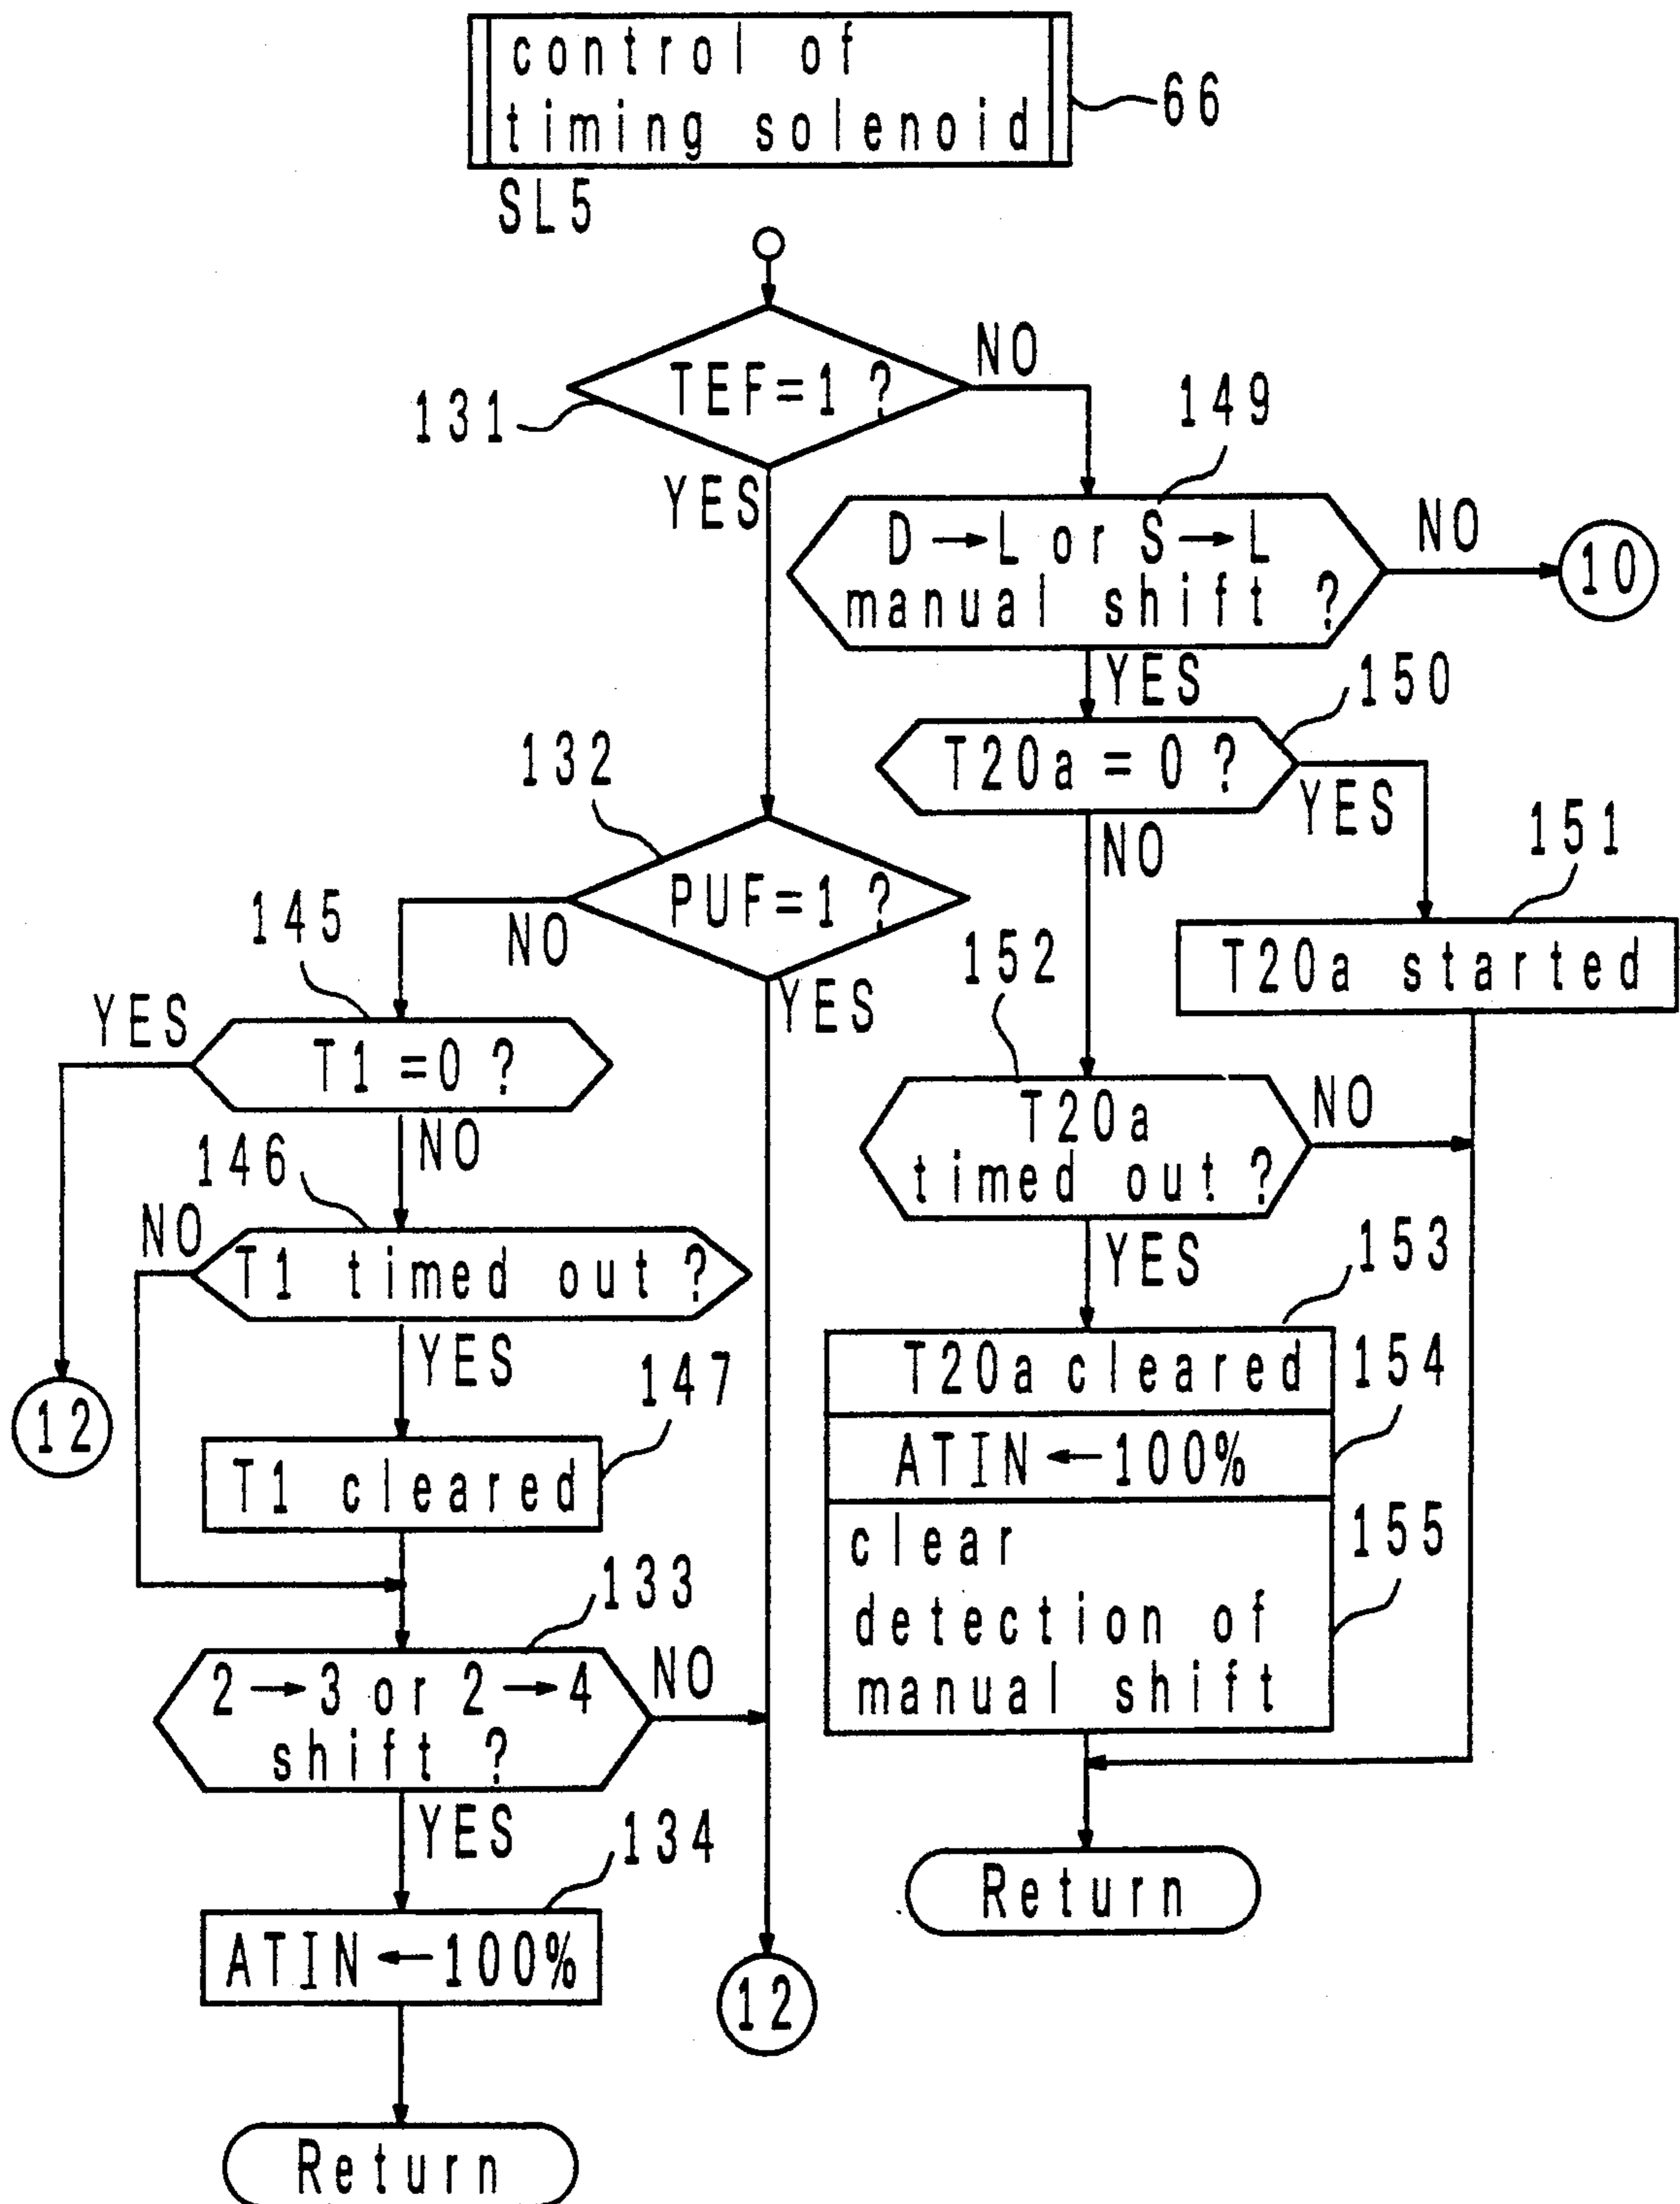 control of
timing solenoid
66
SL5
TEF=1 ?
NO
131
YES
149
D→L or S→L
manual shift ?
NO
10
YES
150
T20a = 0 ?
YES
NO
151
T20a started
132
PUF=1 ?
NO
YES
145
YES
T1 =0 ?
NO
152
T20a
timed out ?
NO
YES
146
NO
T1 timed out ?
YES
12
147
T1 cleared
153
T20a cleared
154
ATIN ←100%
155
clear
detection of
manual shift
133
2→3 or 2→4
shift ?
NO
YES
134
ATIN ←100%
12
Return
Return